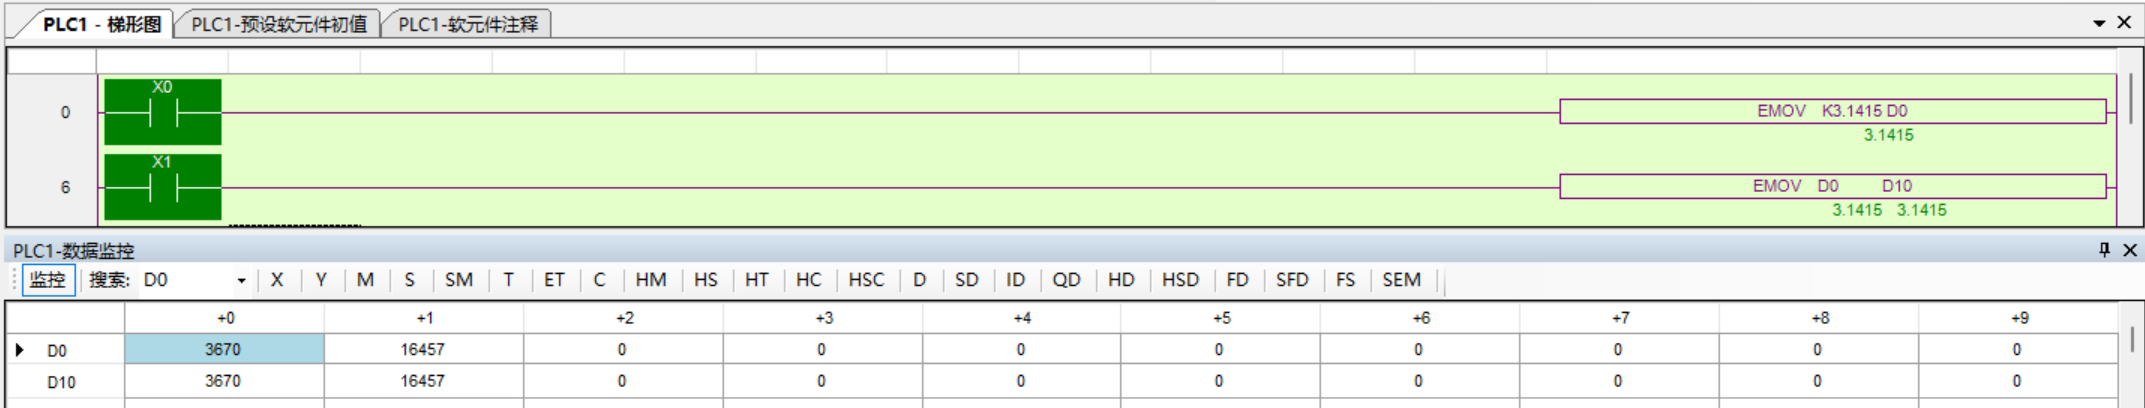 PLC1 - 梯形图 PLC1-预设软元件初值 PLC1-软元件注释
X0
0 EMOV K3.1415 D0
3.1415
X1
6 EMOV D0 D10
3.1415 3.1415
PLC1-数据监控
监控 搜索: D0 X Y M S SM T ET C HM HS HT HC HSC D SD ID QD HD HSD FD SFD FS SEM
+0 +1 +2 +3 +4 +5 +6 +7 +8 +9
D0 3670 16457 0 0 0 0 0 0 0 0
D10 3670 16457 0 0 0 0 0 0 0 0